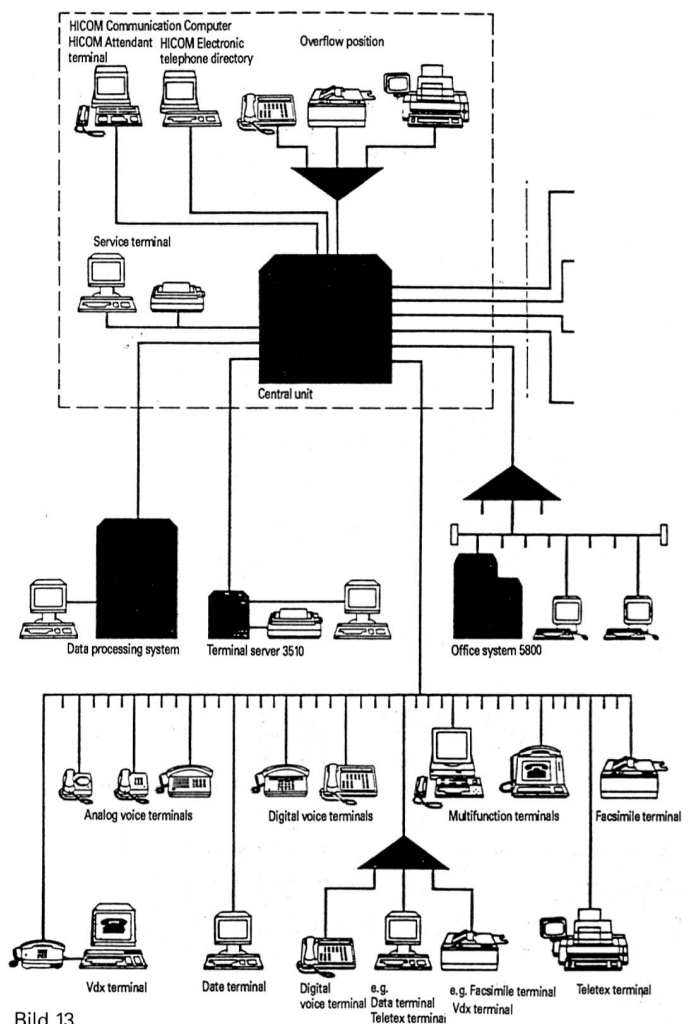 HICOM Communication Computer
HICOM Attendant
terminal
HICOM Electronic
telephone directory
Overflow position
Service terminal
Central unit
Data processing system
Terminal server 3510
Office system 5800
Analog voice terminals
Digital voice terminals
Multifunction terminals
Facsimile terminal
Vdx terminal
Date terminal
Digital
voice terminal
e.g.
Data terminal
Teletex terminal
e.g. Facsimile terminal
Vdx terminal
Teletex terminal
Bild 13